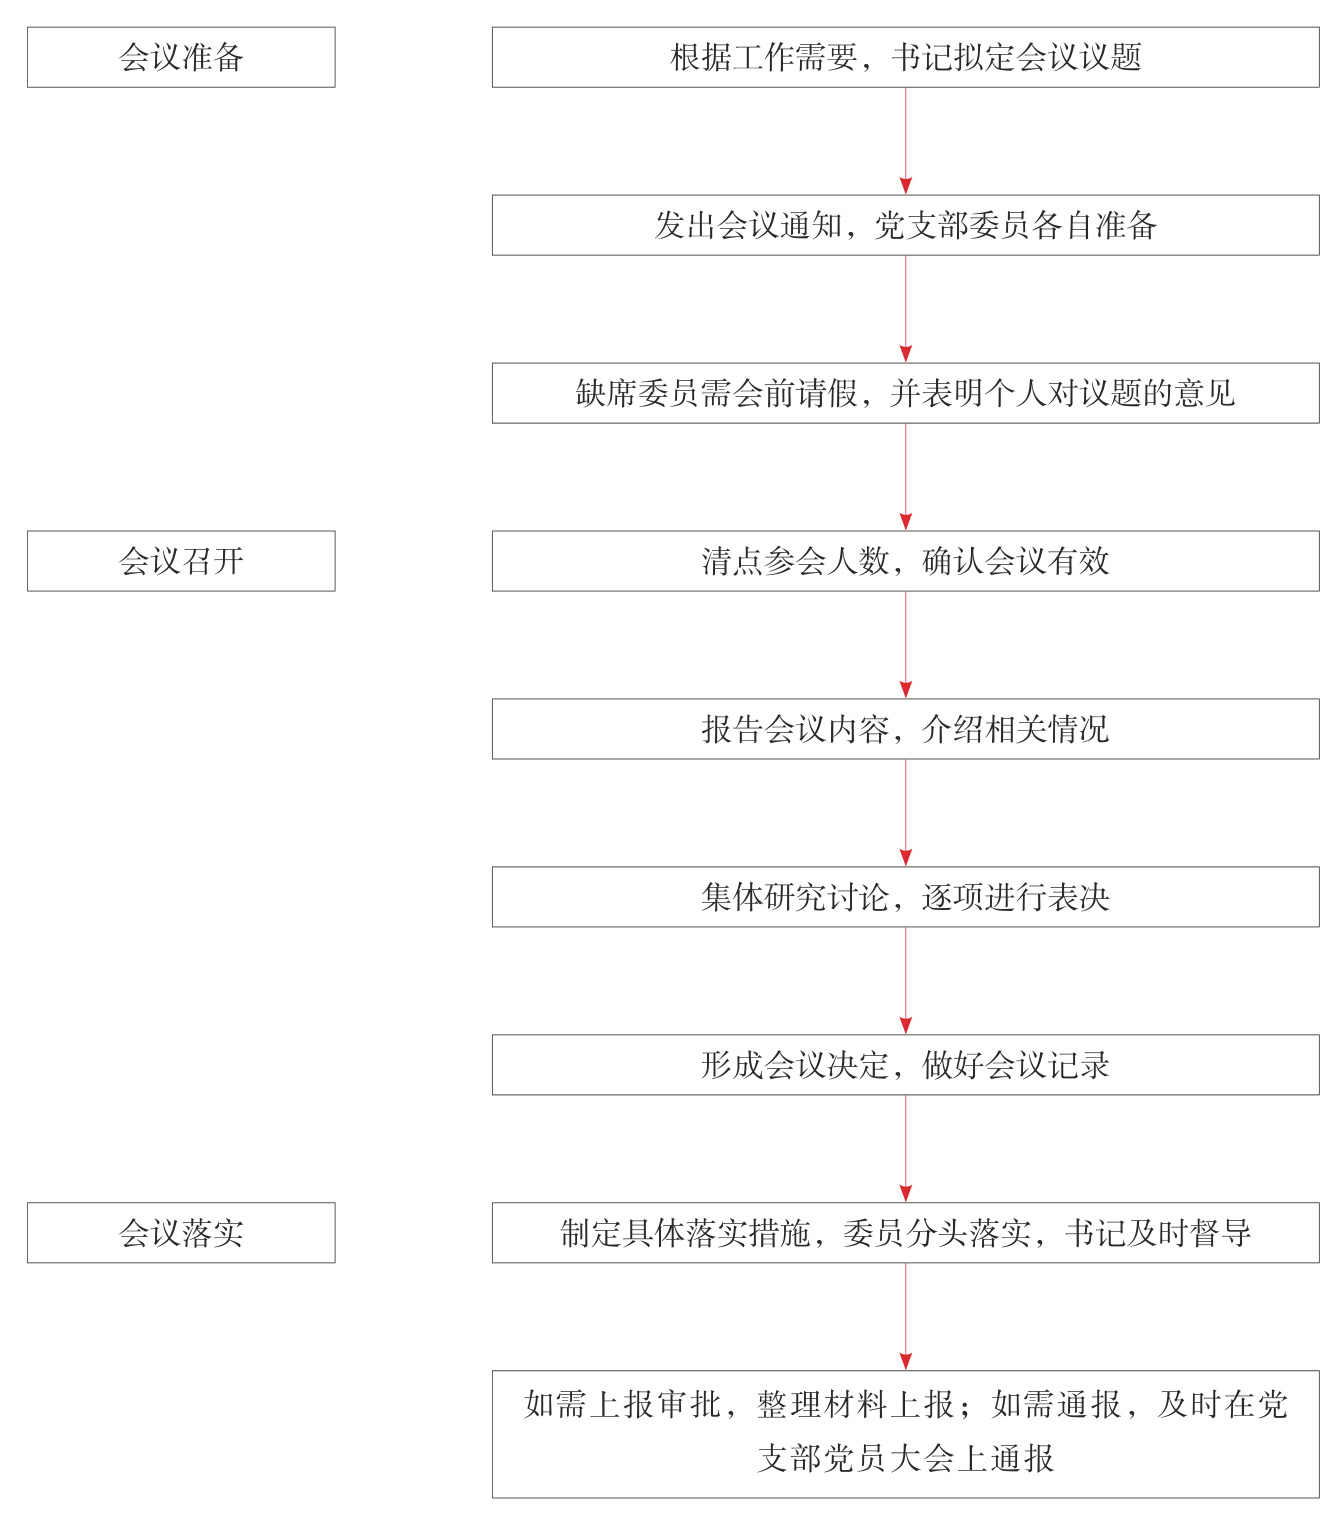 会议准备
根据工作需要，书记拟定会议议题
发出会议通知，党支部委员各自准备
缺席委员需会前请假，并表明个人对议题的意见
会议召开
清点参会人数，确认会议有效
报告会议内容，介绍相关情况
集体研究讨论，逐项进行表决
形成会议决定，做好会议记录
会议落实
制定具体落实措施，委员分头落实，书记及时督导
如需上报审批，整理材料上报；如需通报，及时在党
支部党员大会上通报